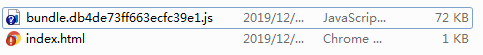 bundle.db4de73ff663ecfc39e1.js 2019/12/... JavaScrip... 72 KB
index.html 2019/12/... Chrome ... 1 KB